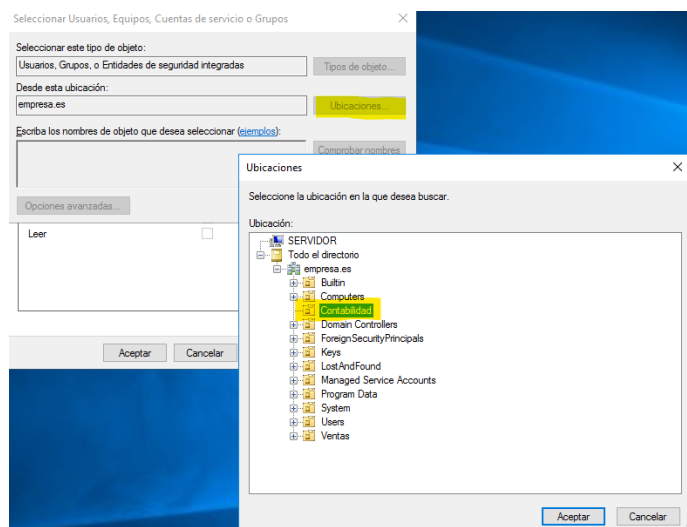 Seleccionar Usuarios, Equipos, Cuentas de servicio o Grupos
Seleccionar este tipo de objeto:
Usuarios, Grupos, o Entidades de seguridad integradas
Tipos de objeto...
Desde esta ubicación:
empresa.es
Ubicaciones...
Escriba los nombres de objeto que desea seleccionar (ejemplos):
Comprobar nombres
Opciones avanzadas...
Leer
Aceptar
Cancelar
Ubicaciones
Seleccione la ubicación en la que desea buscar.
Ubicación:
SERVIDOR
Todo el directorio
empresa.es
Builtin
Computers
Contabilidad
Domain Controllers
ForeignSecurityPrincipals
Keys
LostAndFound
Managed Service Accounts
Program Data
System
Users
Ventas
Aceptar
Cancelar